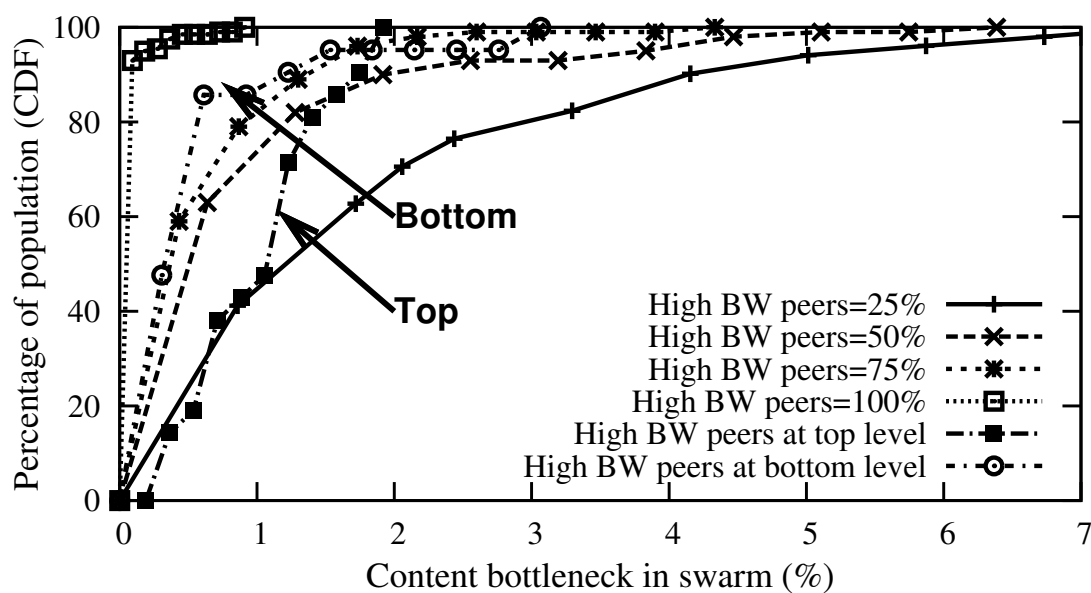 Percentage of population (CDF)
100
80
60
40
20
0
Bottom
Top
High BW peers=25%
High BW peers=50%
High BW peers=75%
High BW peers=100%
High BW peers at top level
High BW peers at bottom level
0 1 2 3 4 5 6 7
Content bottleneck in swarm (%)